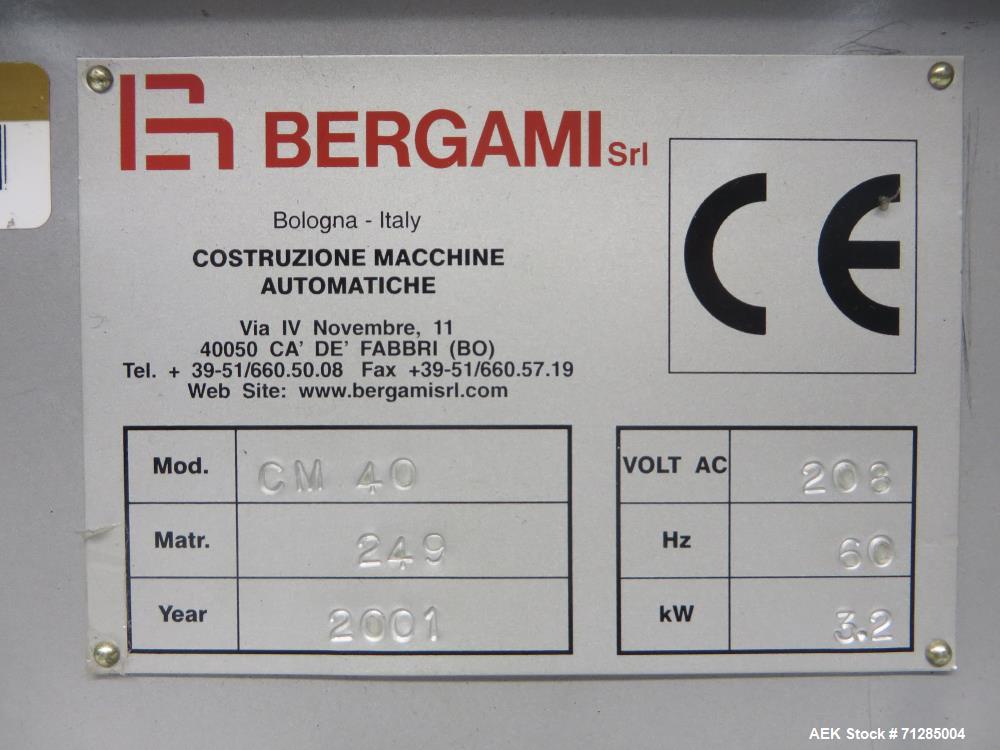 BERGAMI Srl
Bologna - Italy
COSTRUZIONE MACCHINE
AUTOMATICHE
Via IV Novembre, 11
40050 CA' DE' FABBRI (BO)
Tel. + 39-51/660.50.08 Fax +39-51/660.57.19
Web Site: www.bergamisrl.com
CE
Mod. CM 40
Matr. 249
Year 2001
VOLT AC 208
Hz 60
kW 3.2
AEK Stock # 71285004